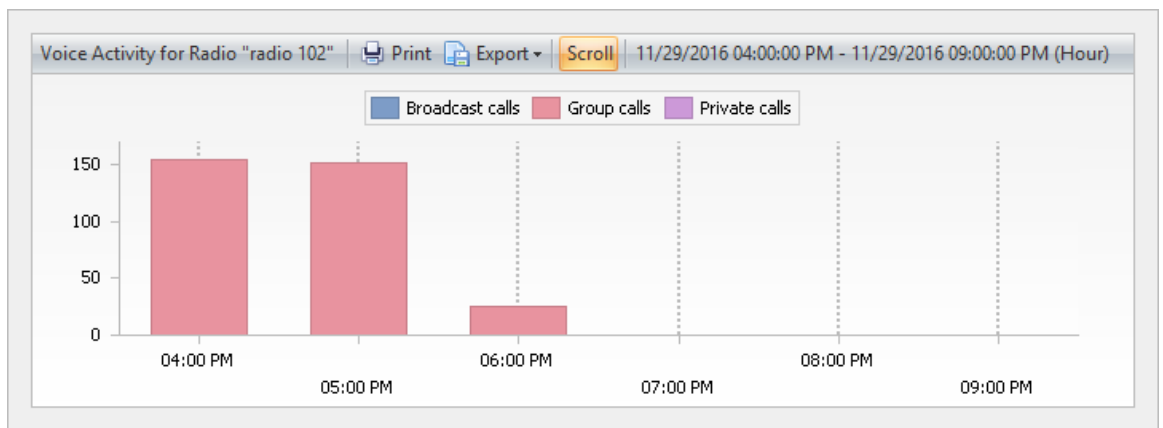 Voice Activity for Radio "radio 102" Print Export Scroll 11/29/2016 04:00:00 PM - 11/29/2016 09:00:00 PM (Hour)
Broadcast calls Group calls Private calls
150
100
50
0
04:00 PM 06:00 PM 08:00 PM
05:00 PM 07:00 PM 09:00 PM